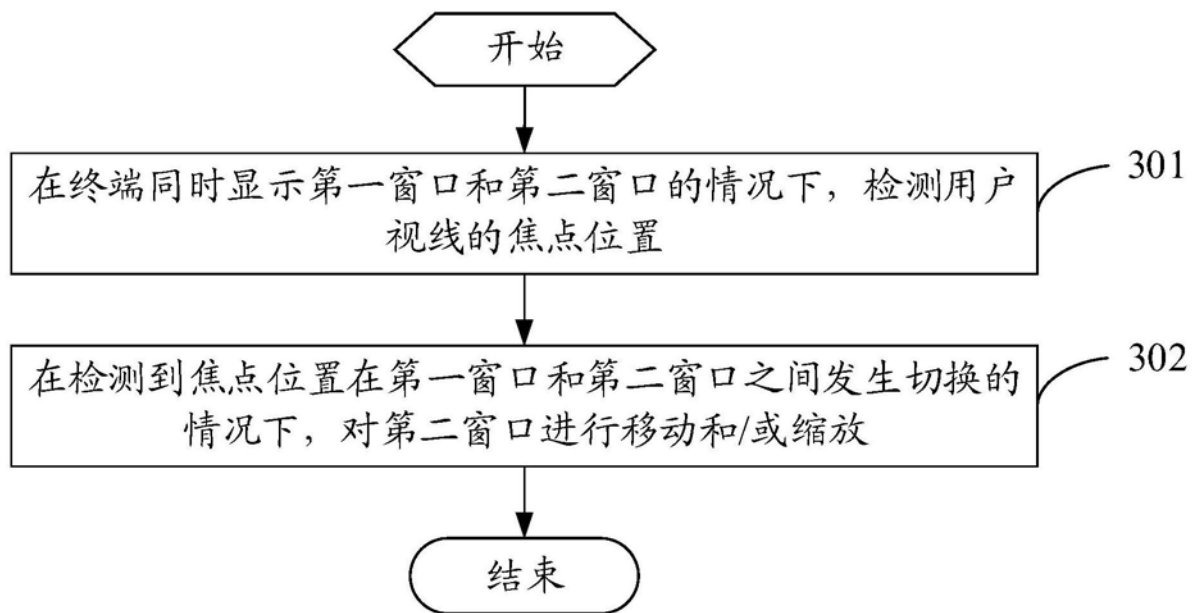 开始
在终端同时显示第一窗口和第二窗口的情况下，检测用户
视线的焦点位置
301
在检测到焦点位置在第一窗口和第二窗口之间发生切换的
情况下，对第二窗口进行移动和/或缩放
302
结束